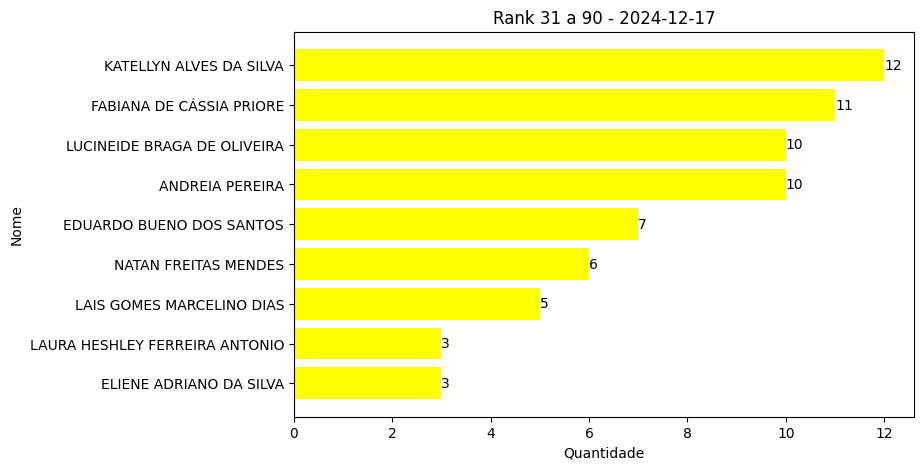 Rank 31 a 90 - 2024-12-17
Nome
KATELLYN ALVES DA SILVA 12
FABIANA DE CÁSSIA PRIORE 11
LUCINEIDE BRAGA DE OLIVEIRA 10
ANDREIA PEREIRA 10
EDUARDO BUENO DOS SANTOS 7
NATAN FREITAS MENDES 6
LAIS GOMES MARCELINO DIAS 5
LAURA HESHLEY FERREIRA ANTONIO 3
ELIENE ADRIANO DA SILVA 3
0 2 4 6 8 10 12
Quantidade